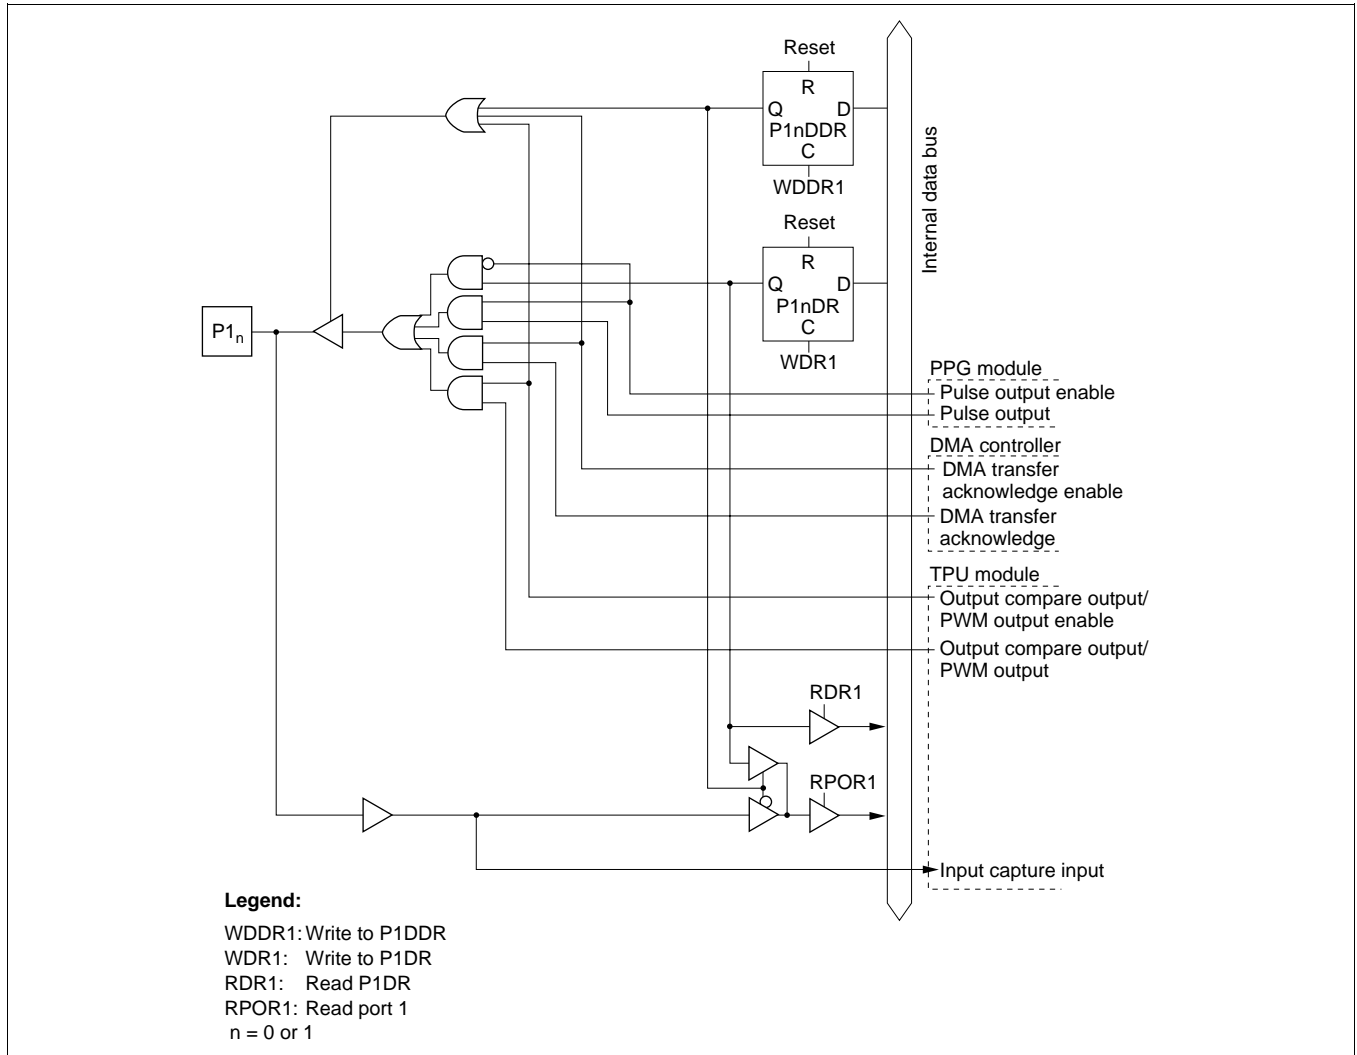 Reset
R
Q D
P1nDDR
C
WDDR1
Internal data bus
Reset
R
Q D
P1nDR
C
WDR1
P1n
PPG module
Pulse output enable
Pulse output
DMA controller
DMA transfer
acknowledge enable
DMA transfer
acknowledge
TPU module
Output compare output/
PWM output enable
Output compare output/
PWM output
RDR1
RPOR1
Input capture input
Legend:
WDDR1: Write to P1DDR
WDR1: Write to P1DR
RDR1: Read P1DR
RPOR1: Read port 1
n = 0 or 1